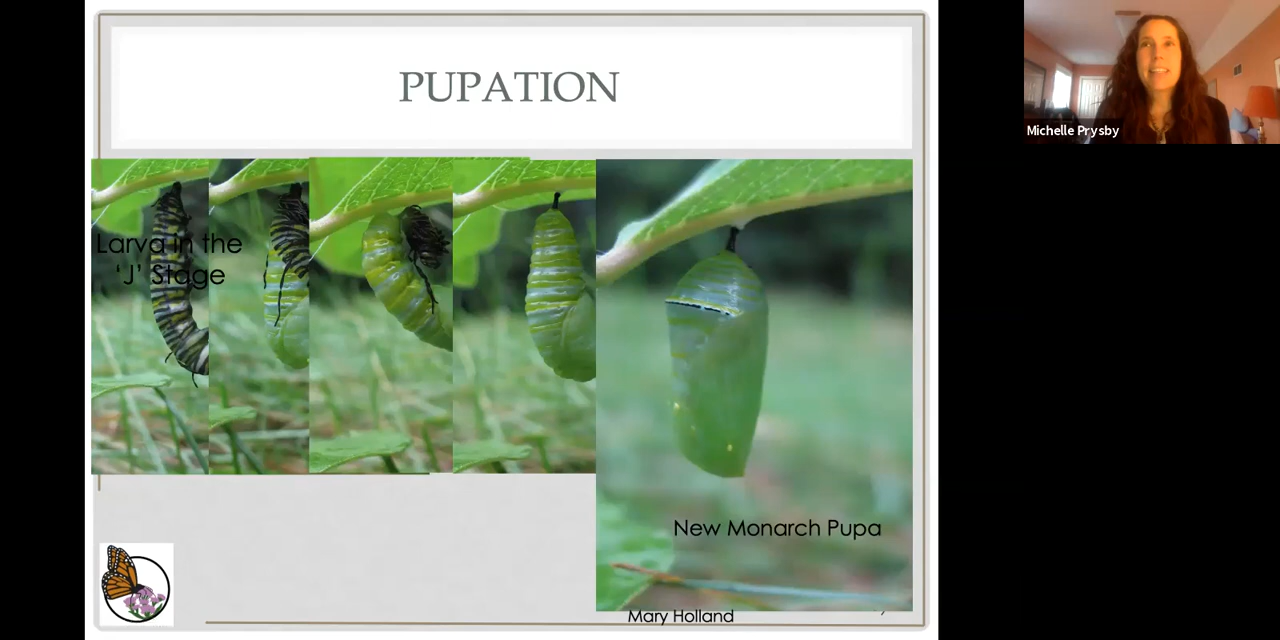 PUPATION
Michelle Prysby
Larva in the
‘J’ Stage
New Monarch Pupa
Mary Holland